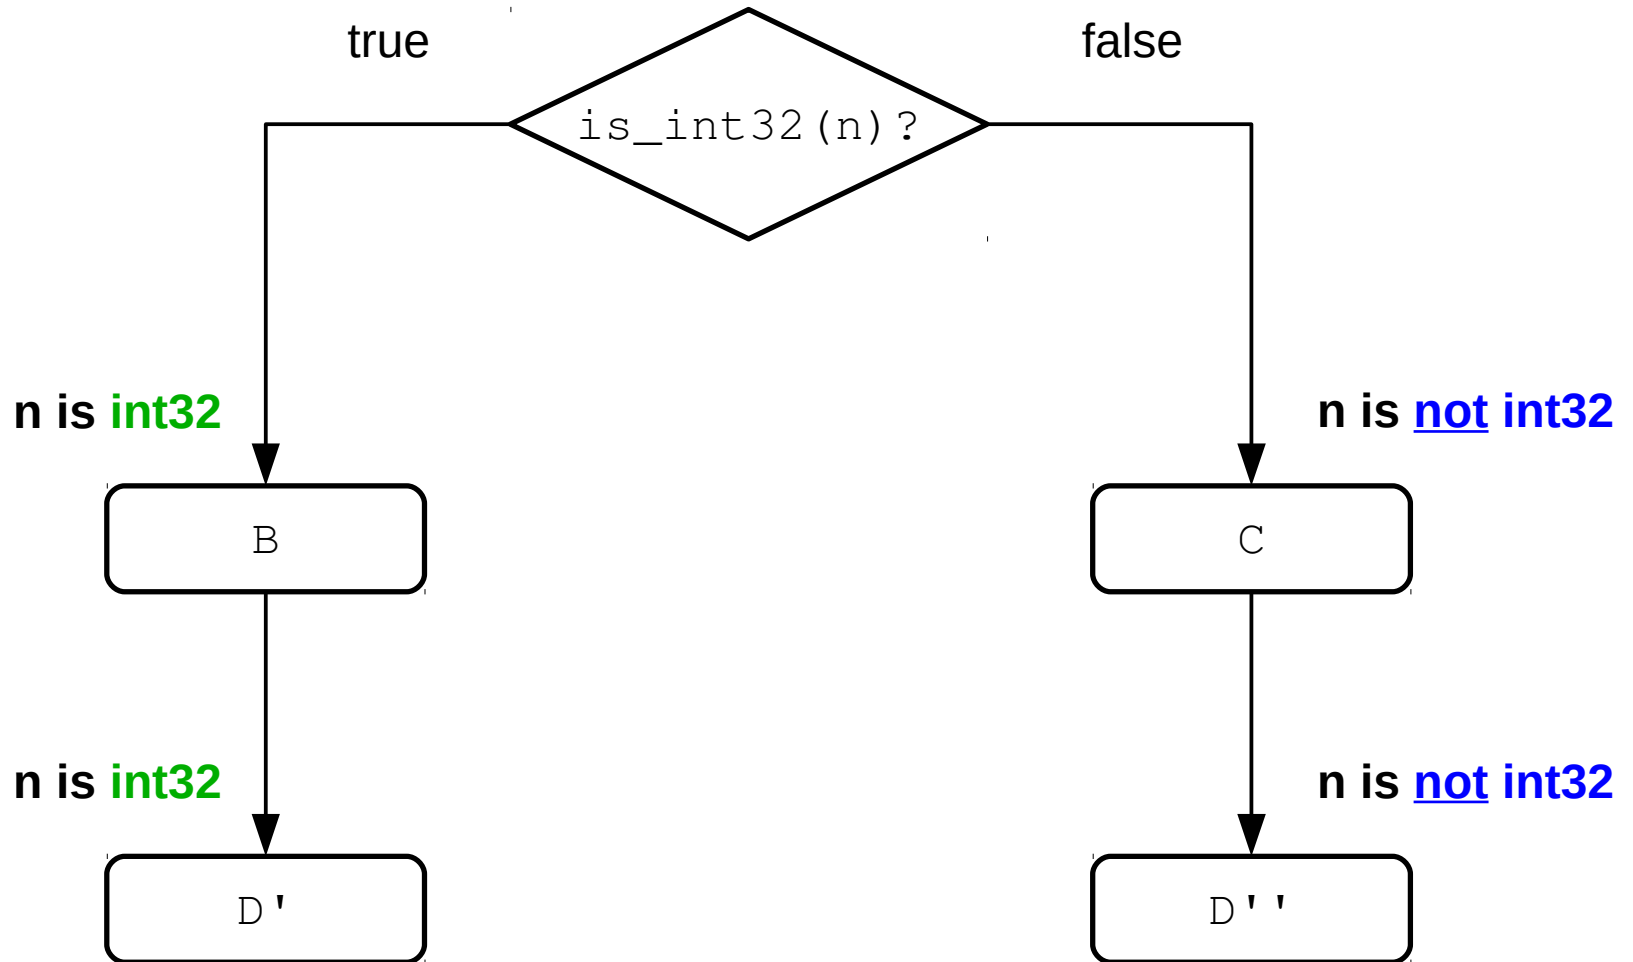 true
false
is_int32(n)?
n is int32
n is not int32
B
C
n is int32
n is not int32
D'
D''